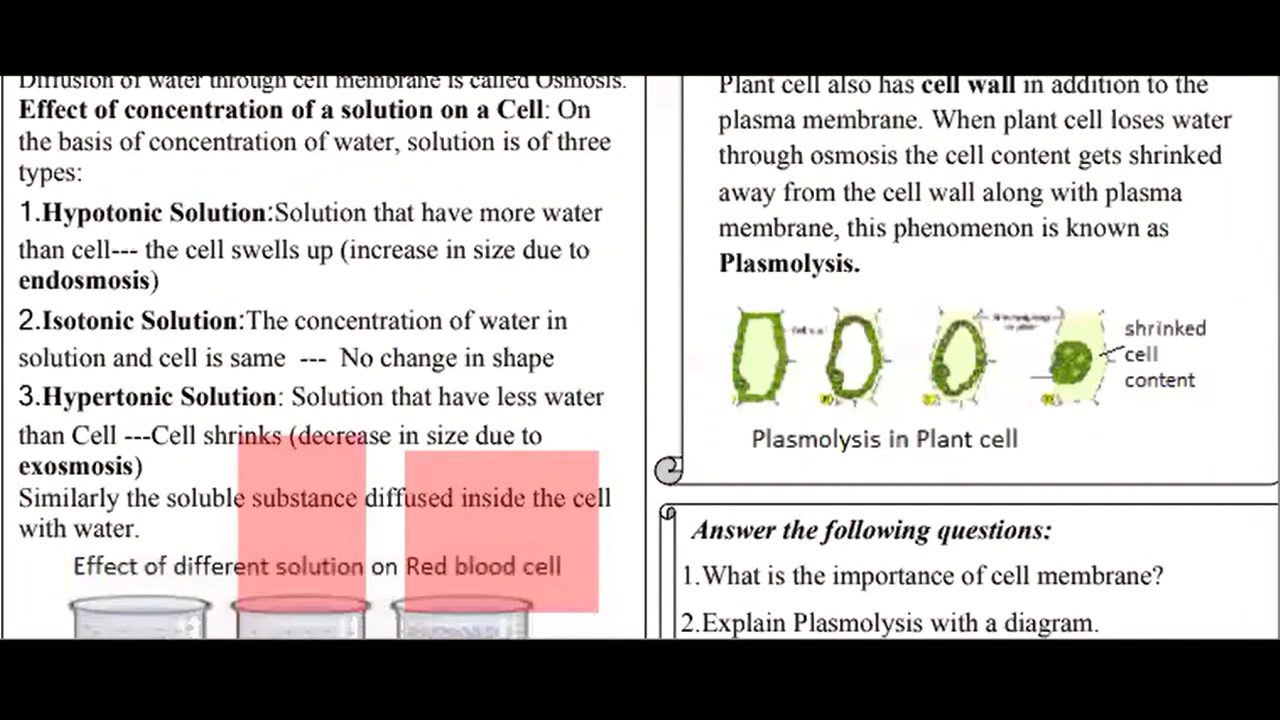 Diffusion of water through cell membrane is called Osmosis.
Effect of concentration of a solution on a Cell: On
the basis of concentration of water, solution is of three
types:
1.Hypotonic Solution:Solution that have more water
than cell--- the cell swells up (increase in size due to
endosmosis)
2.Isotonic Solution:The concentration of water in
solution and cell is same --- No change in shape
3.Hypertonic Solution: Solution that have less water
than Cell ---Cell shrinks (decrease in size due to
exosmosis)
Similarly the soluble substance diffused inside the cell
with water.
Effect of different solution on Red blood cell
Plant cell also has cell wall in addition to the
plasma membrane. When plant cell loses water
through osmosis the cell content gets shrinked
away from the cell wall along with plasma
membrane, this phenomenon is known as
Plasmolysis.
shrinked
cell
content
Plasmolysis in Plant cell
Answer the following questions:
1.What is the importance of cell membrane?
2.Explain Plasmolysis with a diagram.